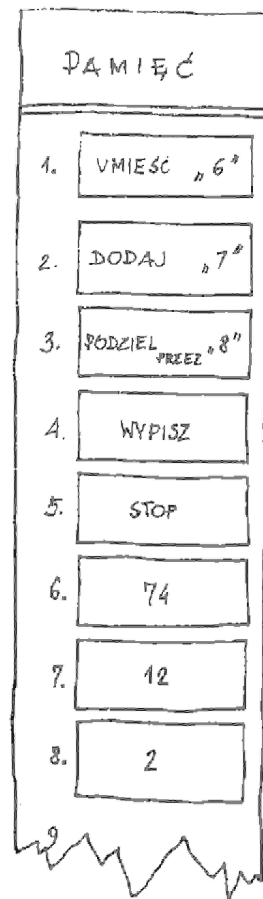 PAMIĘĆ
1. UMIEŚĆ „6”
2. DODAJ „7”
3. PODZIEL PRZEZ „8”
4. WYPISZ
5. STOP
6. 74
7. 12
8. 2
9